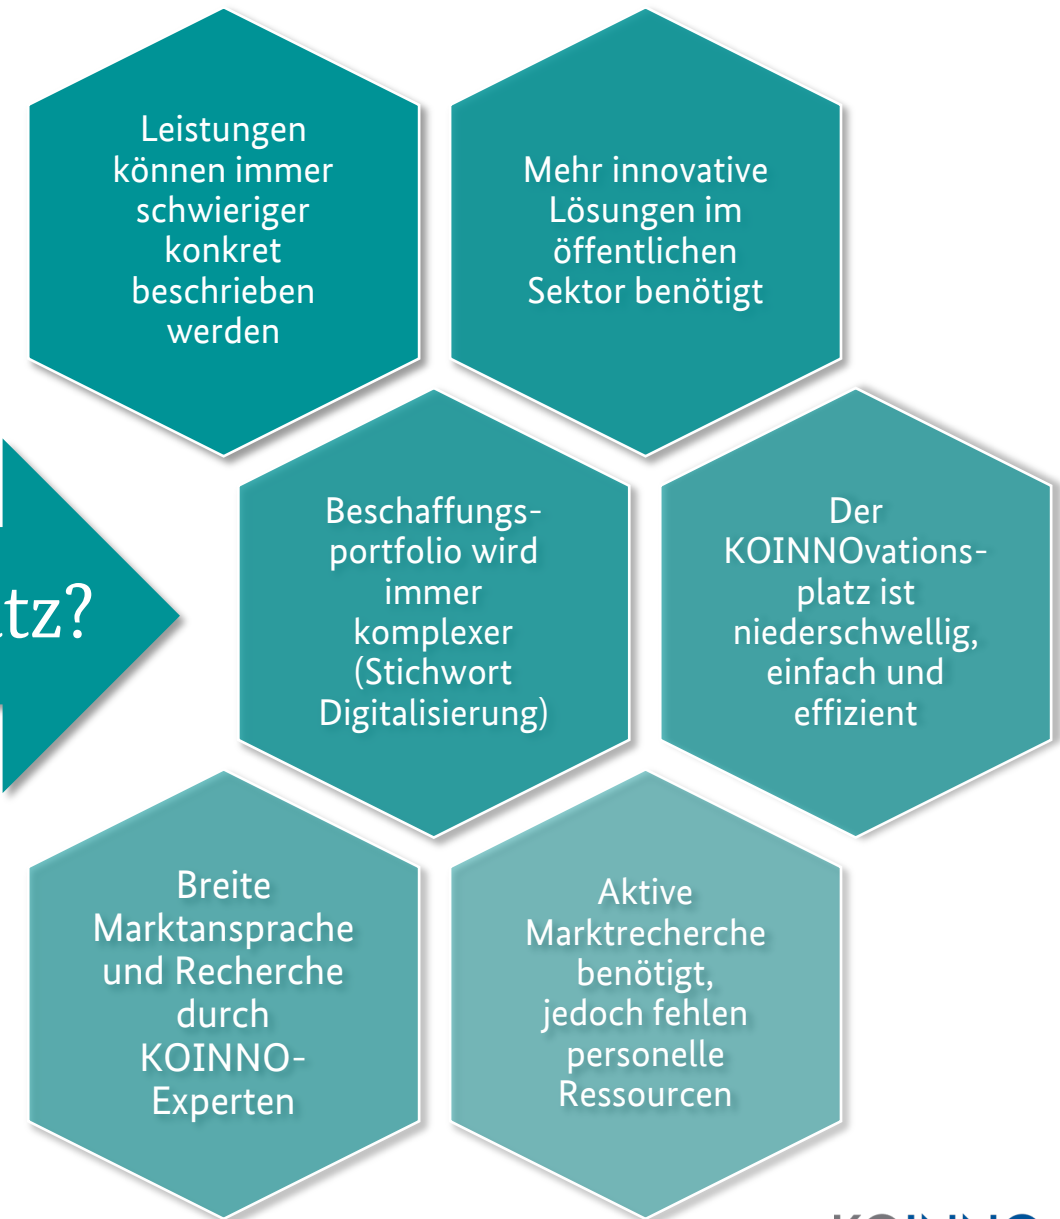 Leistungen
können immer
schwieriger
konkret
beschrieben
werden
Mehr innovative
Lösungen im
öffentlichen
Sektor benötigt
tz?
Beschaffungs-
portfolio wird
immer
komplexer
(Stichwort
Digitalisierung)
Der
KOINNOvations-
platz ist
niederschwellig,
einfach und
effizient
Breite
Marktansprache
und Recherche
durch
KOINNO-
Experten
Aktive
Marktrecherche
benötigt,
jedoch fehlen
personelle
Ressourcen